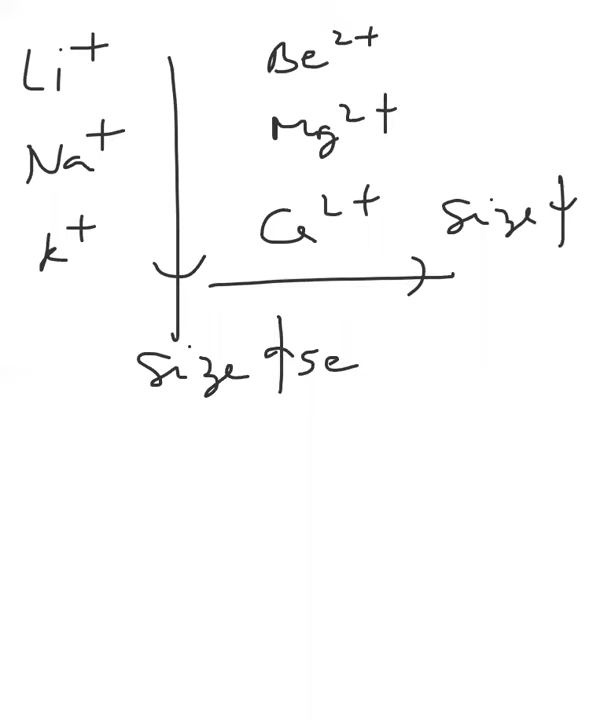 Li⁺ Be²⁺
Na⁺ Mg²⁺
K⁺ Ca²⁺ Size ↓
Size ↑se